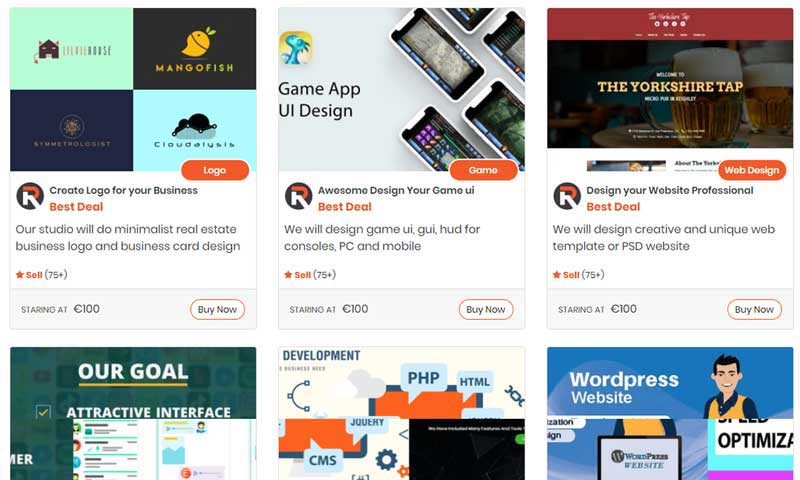 LILHILHOUSE
MANGOFISH
SYMMETROLOGIST
Cloudalysis
Logo
Create Logo for your Business
Best Deal
Our studio will do minimalist real estate
business logo and business card design
Sell (75+)
STARING AT €100
Buy Now
Game App
UI Design
Game
Awesome Design Your Game ui
Best Deal
We will design game ui, gui, hud for
consoles, PC and mobile
Sell (75+)
STARING AT €100
Buy Now
The Yorkshire Tap
WELCOME TO
THE YORKSHIRE TAP
MICRO PUB IN KEIGHLEY
About The Yorks
Web Design
Design your Website Professional
Best Deal
We will design creative and unique web
template or PSD website
Sell (75+)
STARING AT €100
Buy Now
OUR GOAL
ATTRACTIVE INTERFACE
MER
DEVELOPMENT
E BUSINESS NEED
PHP
HTML
JQUERY
CMS
We Have Included Many Features And Tools
Wordpress
Website
ization
sign
WORDPRESS
WEBSITE
SPEED
OPTIMIZA